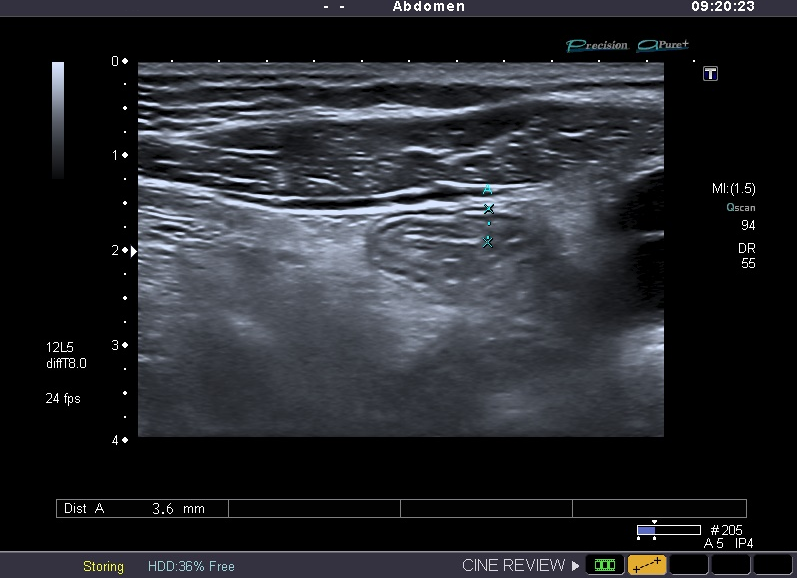 - - Abdomen 09:20:23
Precision APure+
T
0
1
A
MI:(1.5)
Qscan
94
2
DR
55
12L5
3
diffT8.0
24 fps
4
Dist A 3.6 mm
#205
A 5 IP4
Storing HDD:36% Free CINE REVIEW